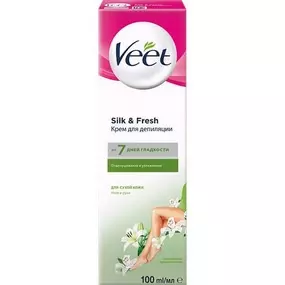 Veet
Silk & Fresh
Крем для депиляции
до 7 ДНЕЙ ГЛАДКОСТИ
для сухой кожи
100 ml/мл e